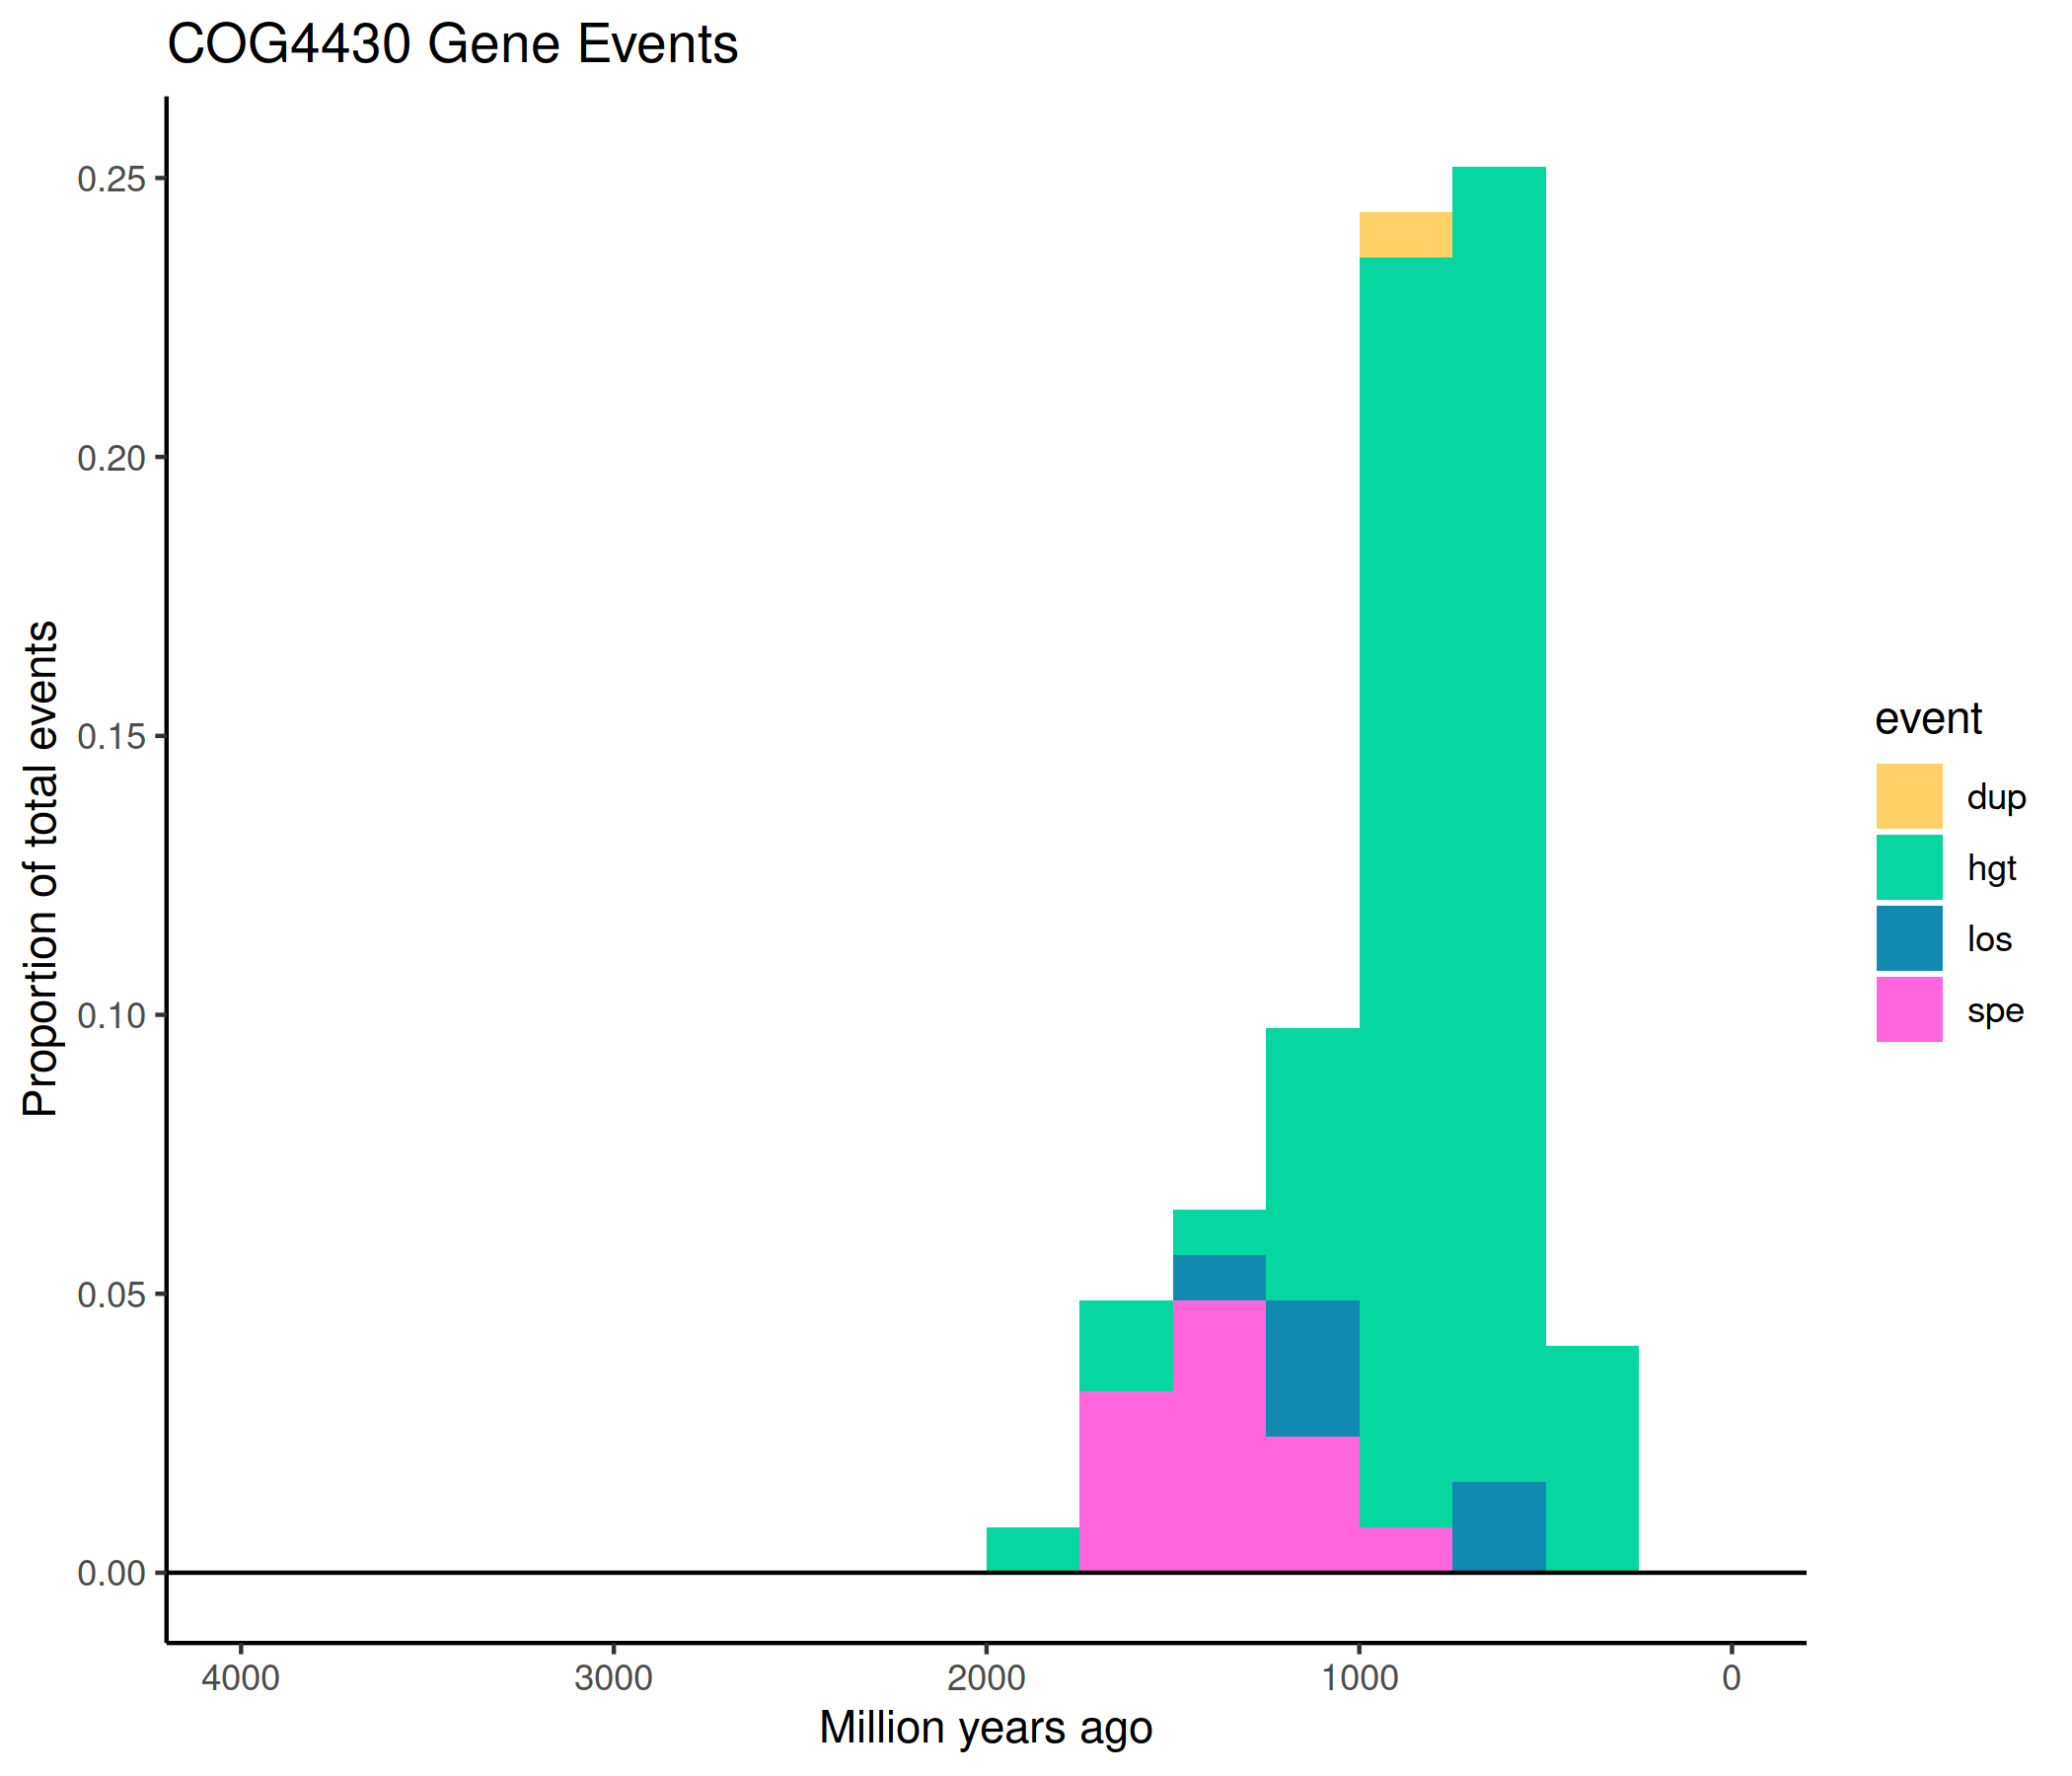 COG4430 Gene Events
Proportion of total events
0.25
0.20
0.15
0.10
0.05
0.00
4000 3000 2000 1000 0
Million years ago
event
dup
hgt
los
spe